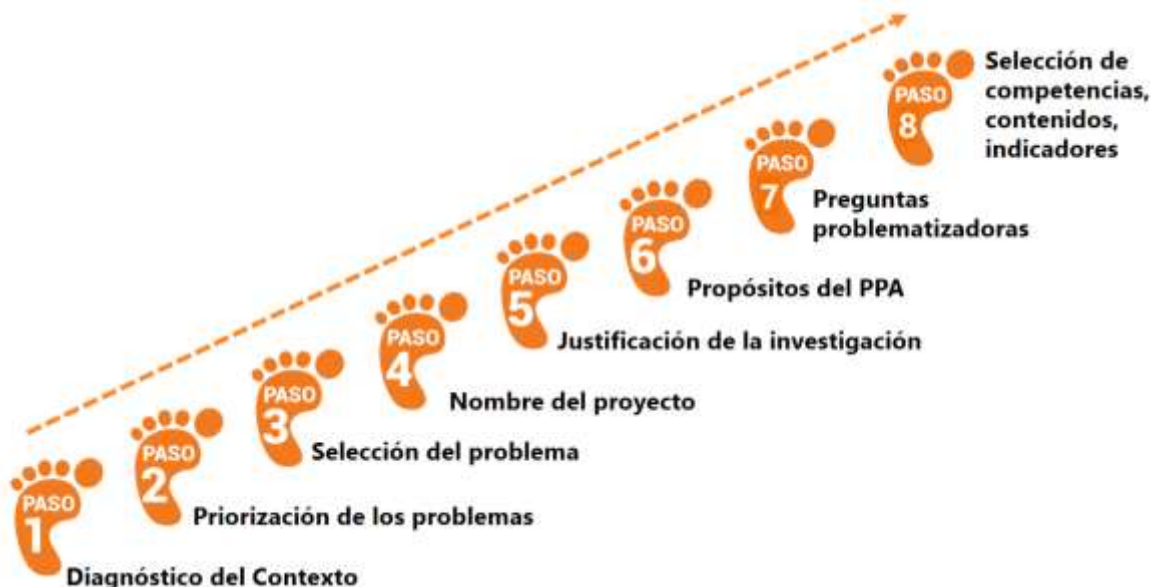 PASO
1
Diagnóstico del Contexto
PASO
2
Priorización de los problemas
PASO
3
Selección del problema
PASO
4
Nombre del proyecto
PASO
5
Justificación de la investigación
PASO
6
Propósitos del PPA
PASO
7
Preguntas
problematizadoras
PASO
8
Selección de
competencias,
contenidos,
indicadores